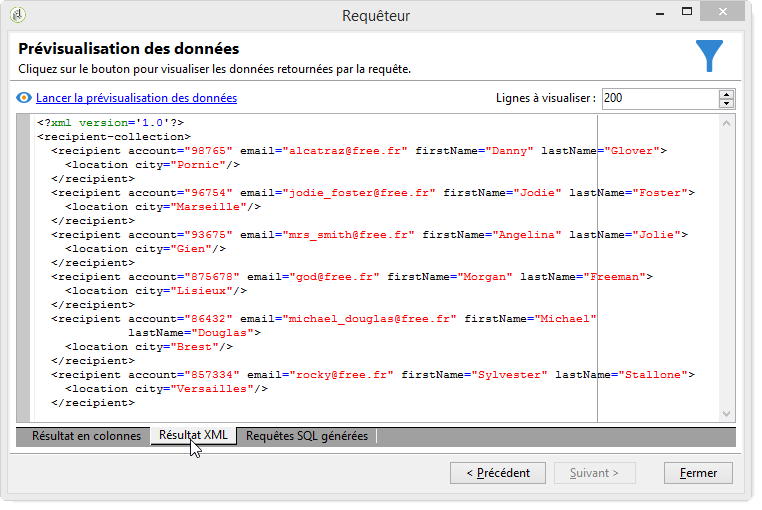 Requêteur
Prévisualisation des données
Cliquez sur le bouton pour visualiser les données retournées par la requête.
Lancer la prévisualisation des données Lignes à visualiser : 200
<?xml version='1.0'?>
<recipient-collection>
<recipient account="98765" email="alcatraz@free.fr" firstName="Danny" lastName="Glover">
<location city="Pornic"/>
</recipient>
<recipient account="96754" email="jodie_foster@free.fr" firstName="Jodie" lastName="Foster">
<location city="Marseille"/>
</recipient>
<recipient account="93675" email="mrs_smith@free.fr" firstName="Angelina" lastName="Jolie">
<location city="Gien"/>
</recipient>
<recipient account="875678" email="god@free.fr" firstName="Morgan" lastName="Freeman">
<location city="Lisieux"/>
</recipient>
<recipient account="86432" email="michael_douglas@free.fr" firstName="Michael"
lastName="Douglas">
<location city="Brest"/>
</recipient>
<recipient account="857334" email="rocky@free.fr" firstName="Sylvester" lastName="Stallone">
<location city="Versailles"/>
</recipient>
Résultat en colonnes Résultat XML Requêtes SQL générées
< Précédent Suivant > Fermer